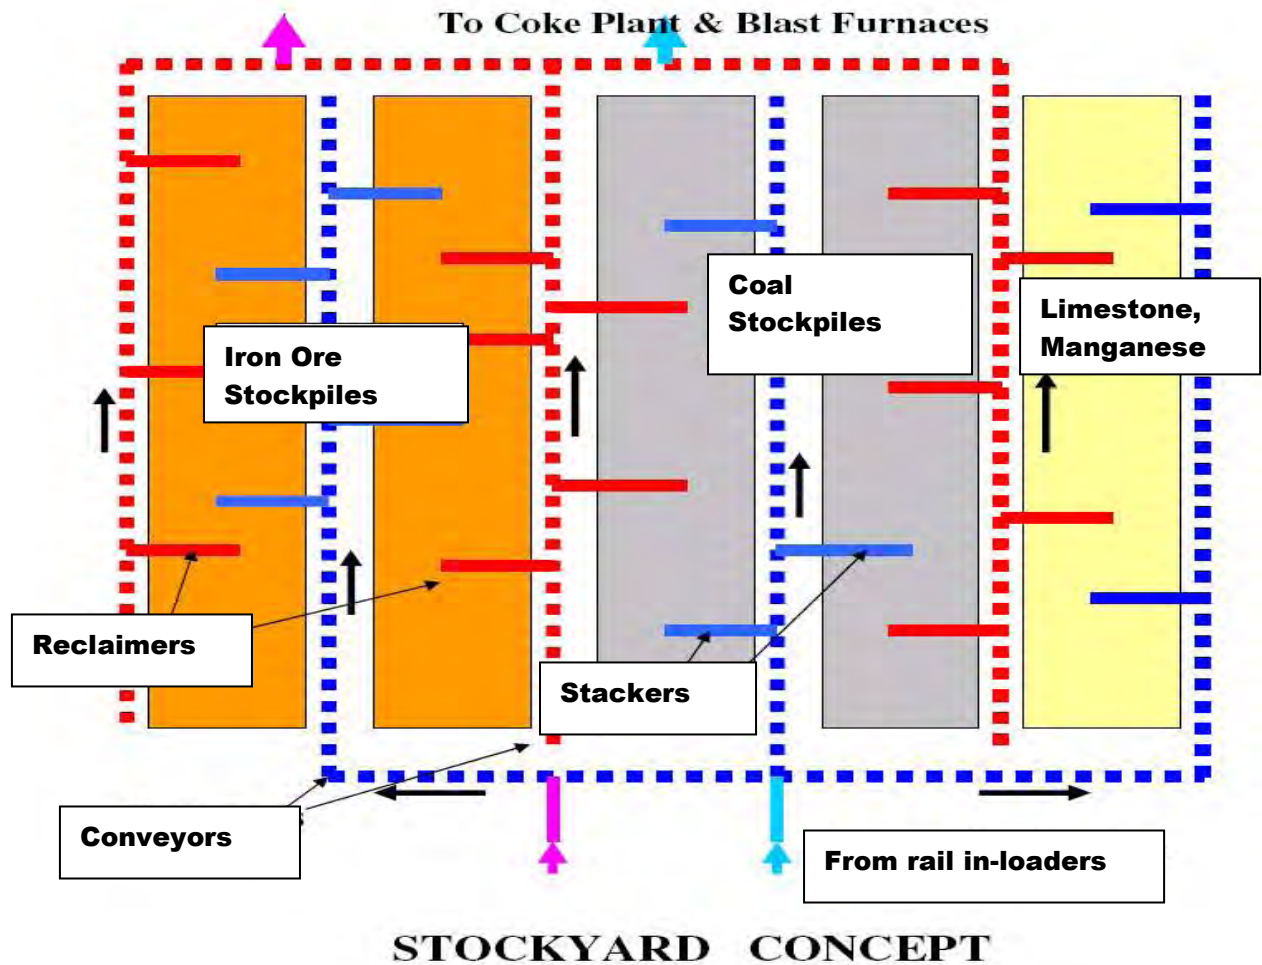 To Coke Plant & Blast Furnaces
Coal
Stockpiles
Limestone,
Manganese
Iron Ore
Stockpiles
Reclaimers
Stackers
Conveyors
From rail in-loaders
STOCKYARD CONCEPT